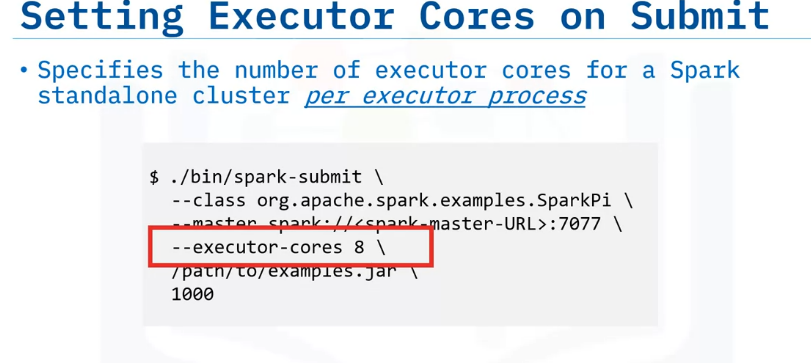 Setting Executor Cores on Submit
• Specifies the number of executor cores for a Spark
standalone cluster per executor process
$ ./bin/spark-submit \
--class org.apache.spark.examples.SparkPi \
--master spark://<spark-master-URL>:7077 \
--executor-cores 8 \
/path/to/examples.jar \
1000